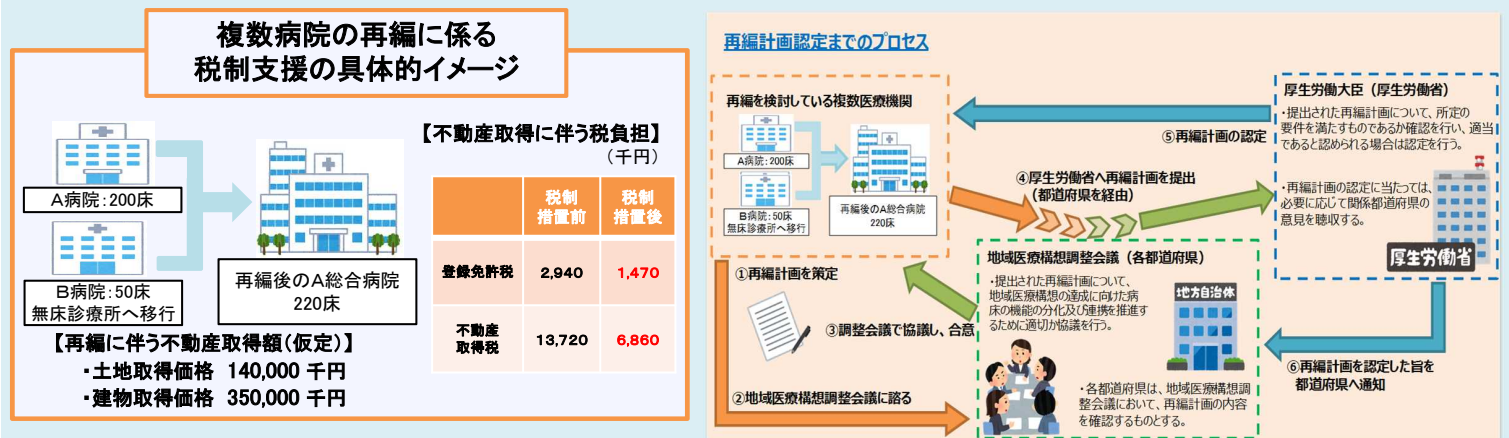 複数病院の再編に係る
税制支援の具体的イメージ
A病院：200床
B病院：50床
無床診療所へ移行
再編後のA総合病院
220床
【不動産取得に伴う税負担】
（千円）
税制
措置前
税制
措置後
登録免許税
2,940
1,470
不動産
取得税
13,720
6,860
【再編に伴う不動産取得額（仮定）】
・土地取得価格 140,000 千円
・建物取得価格 350,000 千円
再編計画認定までのプロセス
再編を検討している複数医療機関
A病院：200床
B病院：50床
無床診療所へ移行
再編後のA総合病院
220床
①再編計画を策定
②地域医療構想調整会議に諮る
③調整会議で協議し、合意
④厚生労働省へ再編計画を提出
（都道府県を経由）
⑤再編計画の認定
厚生労働大臣（厚生労働省）
・提出された再編計画について、所定の
要件を満たすものであるか確認を行い、適当
であると認められる場合は認定を行う。
・再編計画の認定に当たっては、
必要に応じて関係都道府県の
意見を聴収する。
厚生労働省
地域医療構想調整会議（各都道府県）
・提出された再編計画について、
地域医療構想の達成に向けた病
床の機能の分化及び連携を推進す
るために適切か協議を行う。
地方自治体
・各都道府県は、地域医療構想調
整会議において、再編計画の内容
を確認するものとする。
⑥再編計画を認定した旨を
都道府県へ通知